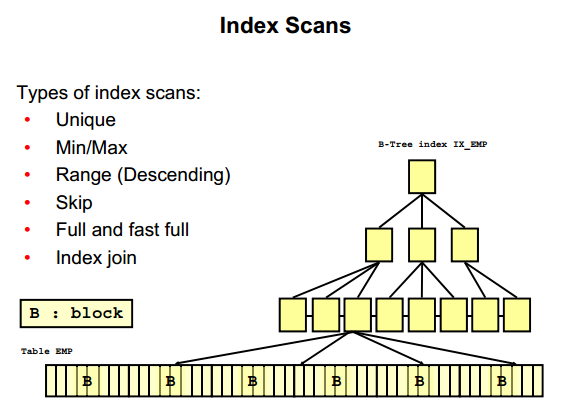 Index Scans
Types of index scans:
• Unique
• Min/Max
• Range (Descending)
• Skip
• Full and fast full
• Index join
B-Tree index IX_EMP
B : block
Table EMP
B B B B B B